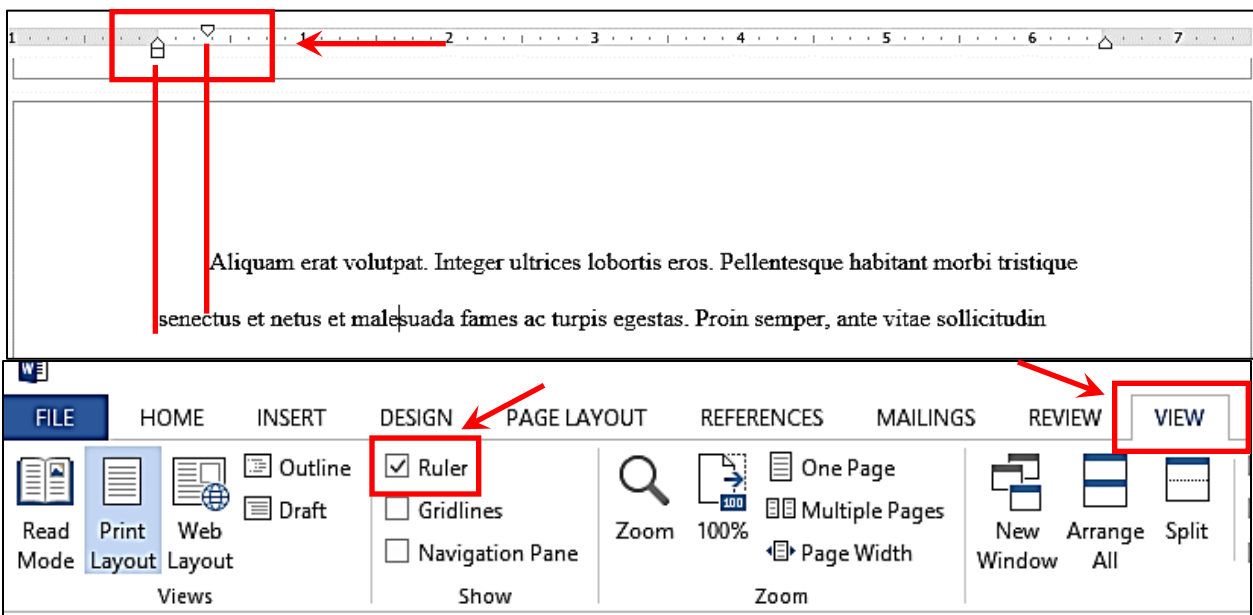 1 1 2 3 4 5 6 7
Aliquam erat volutpat. Integer ultrices lobortis eros. Pellentesque habitant morbi tristique
senectus et netus et malesuada fames ac turpis egestas. Proin semper, ante vitae sollicitudin
W
FILE HOME INSERT DESIGN PAGE LAYOUT REFERENCES MAILINGS REVIEW VIEW
Read Mode
Print Layout
Web Layout
Outline
Draft
Views
Ruler
Gridlines
Navigation Pane
Show
Zoom
100
100%
One Page
Multiple Pages
Page Width
Zoom
New Window
Arrange All
Split